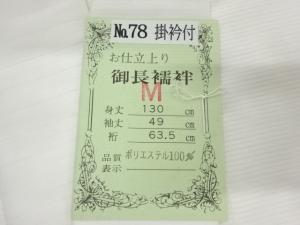 No.78 掛衿付
お仕立上り
御長襦袢
M
身丈 130 ㎝
袖丈 49 ㎝
裄 63.5 ㎝
品質表示 ポリエステル100%